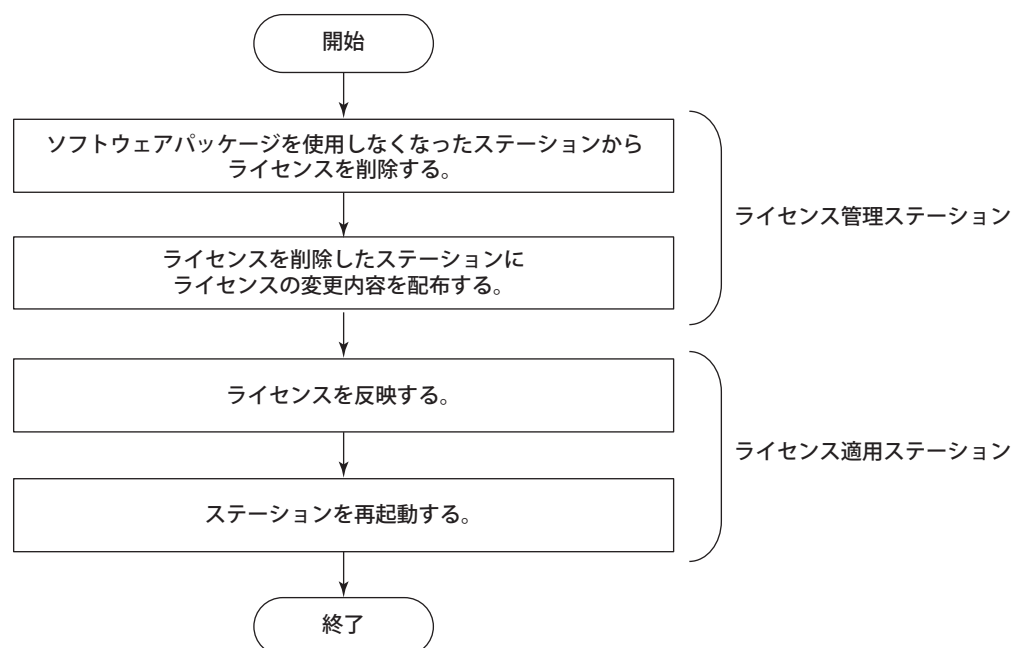 開始
ソフトウェアパッケージを使用しなくなったステーションから
ライセンスを削除する。
ライセンス管理ステーション
ライセンスを削除したステーションに
ライセンスの変更内容を配布する。
ライセンスを反映する。
ライセンス適用ステーション
ステーションを再起動する。
終了